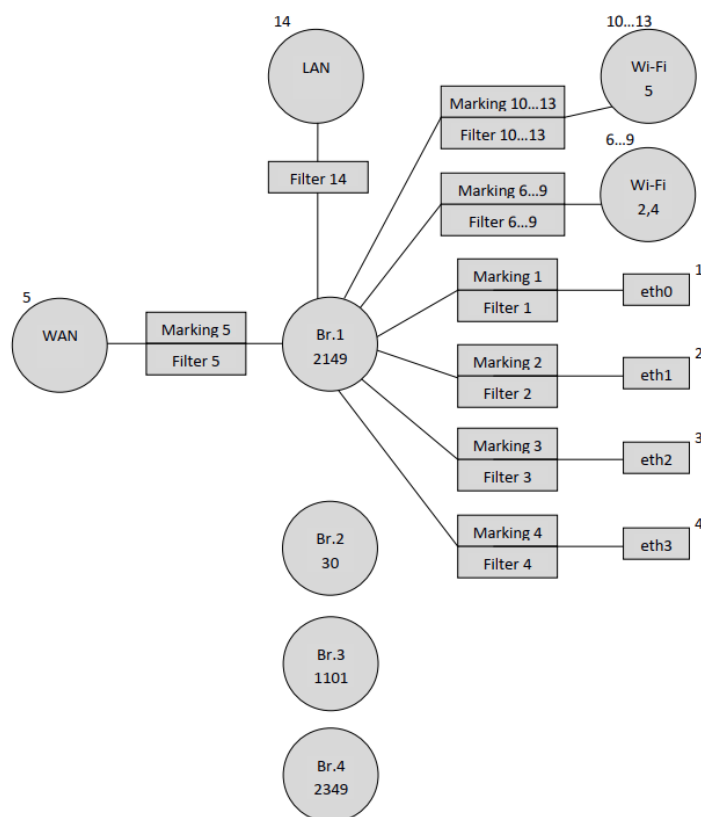 14
LAN
Filter 14
10...13
Wi-Fi
5
Marking 10...13
Filter 10...13
6...9
Wi-Fi
2,4
Marking 6...9
Filter 6...9
5
WAN
Marking 5
Filter 5
Br.1
2149
Marking 1
Filter 1
1
eth0
Marking 2
Filter 2
2
eth1
Marking 3
Filter 3
3
eth2
Marking 4
Filter 4
4
eth3
Br.2
30
Br.3
1101
Br.4
2349